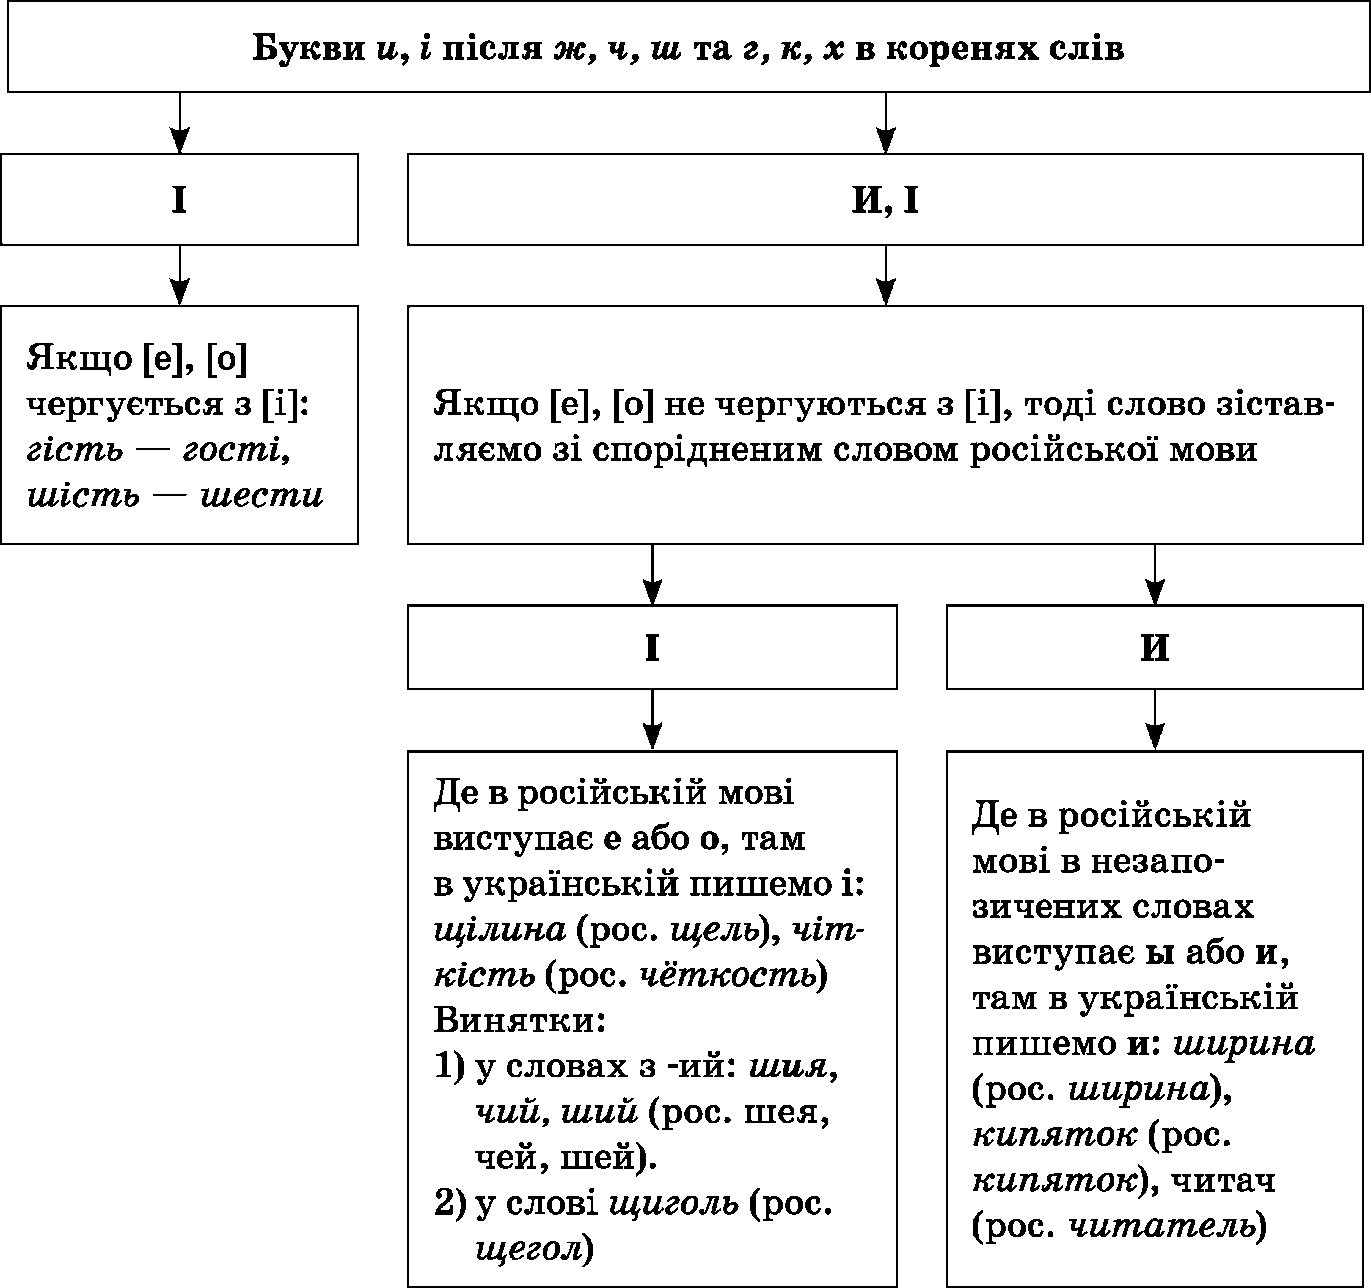 Букви и, і після ж, ч, ш та г, к, х в коренях слів
І
И, І
Якщо [е], [о]
чергується з [і]:
гість — гості,
шість — шести
Якщо [е], [о] не чергуються з [і], тоді слово зістав-
ляємо зі спорідненим словом російської мови
І
И
Де в російській мові
виступає е або о, там
в українській пишемо і:
щілина (рос. щель), чіт-
кість (рос. чёткость)
Винятки:
1) у словах з -ий: шия,
чий, ший (рос. шея,
чей, шей).
2) у слові щиголь (рос.
щегол)
Де в російській
мові в незапо-
зичених словах
виступає ы або и,
там в українській
пишемо и: ширина
(рос. ширина),
кипяток (рос.
кипяток), читач
(рос. читатель)